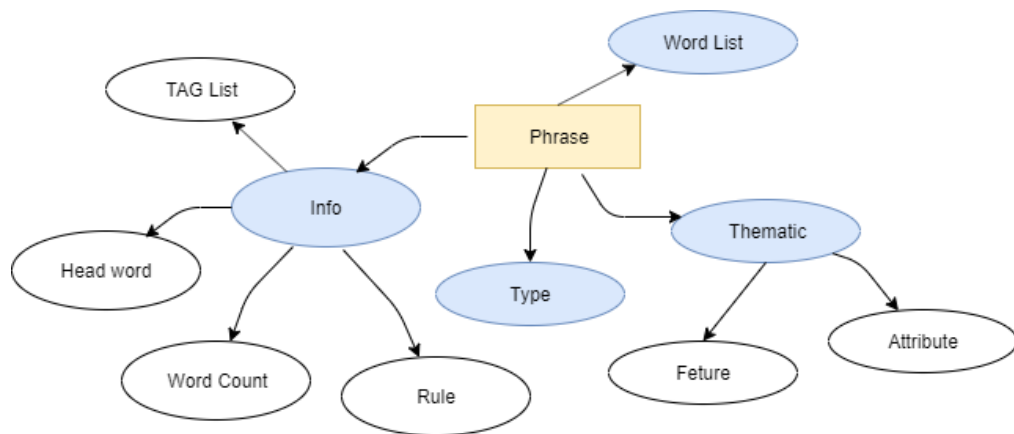 Word List
TAG List
Phrase
Info
Thematic
Head word
Type
Attribute
Feture
Word Count
Rule